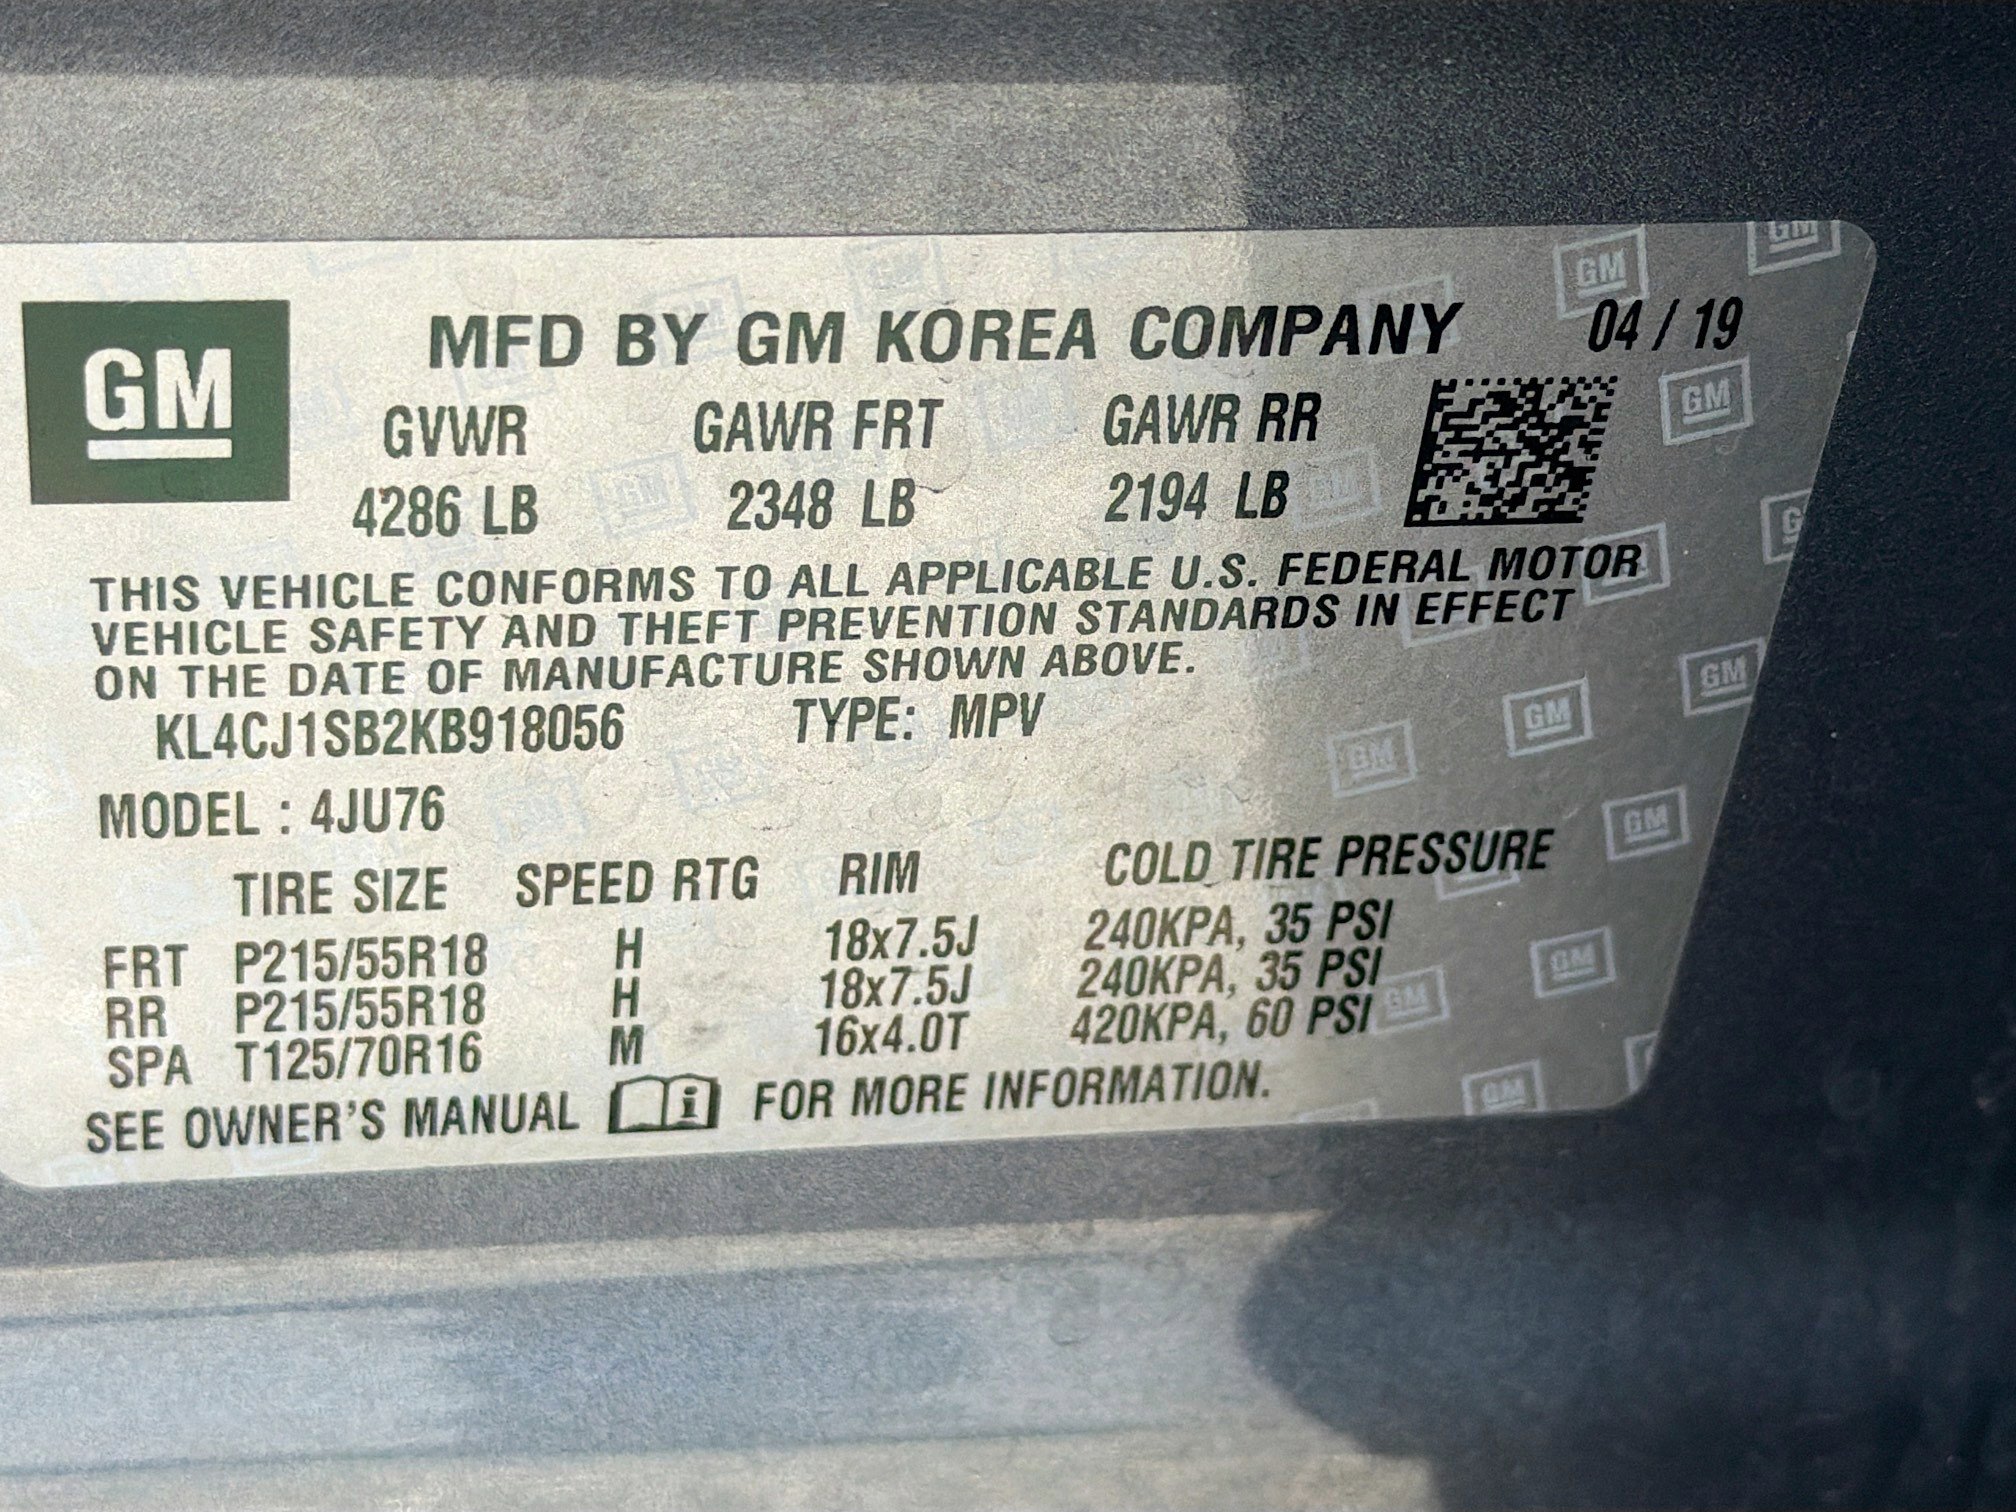 GM
MFD BY GM KOREA COMPANY 04 / 19
GVWR GAWR FRT GAWR RR
4286 LB 2348 LB 2194 LB
THIS VEHICLE CONFORMS TO ALL APPLICABLE U.S. FEDERAL MOTOR
VEHICLE SAFETY AND THEFT PREVENTION STANDARDS IN EFFECT
ON THE DATE OF MANUFACTURE SHOWN ABOVE.
KL4CJ1SB2KB918056 TYPE: MPV
MODEL : 4JU76
TIRE SIZE SPEED RTG RIM COLD TIRE PRESSURE
FRT P215/55R18 H 18x7.5J 240KPA, 35 PSI
RR P215/55R18 H 18x7.5J 240KPA, 35 PSI
SPA T125/70R16 M 16x4.0T 420KPA, 60 PSI
SEE OWNER'S MANUAL i FOR MORE INFORMATION.